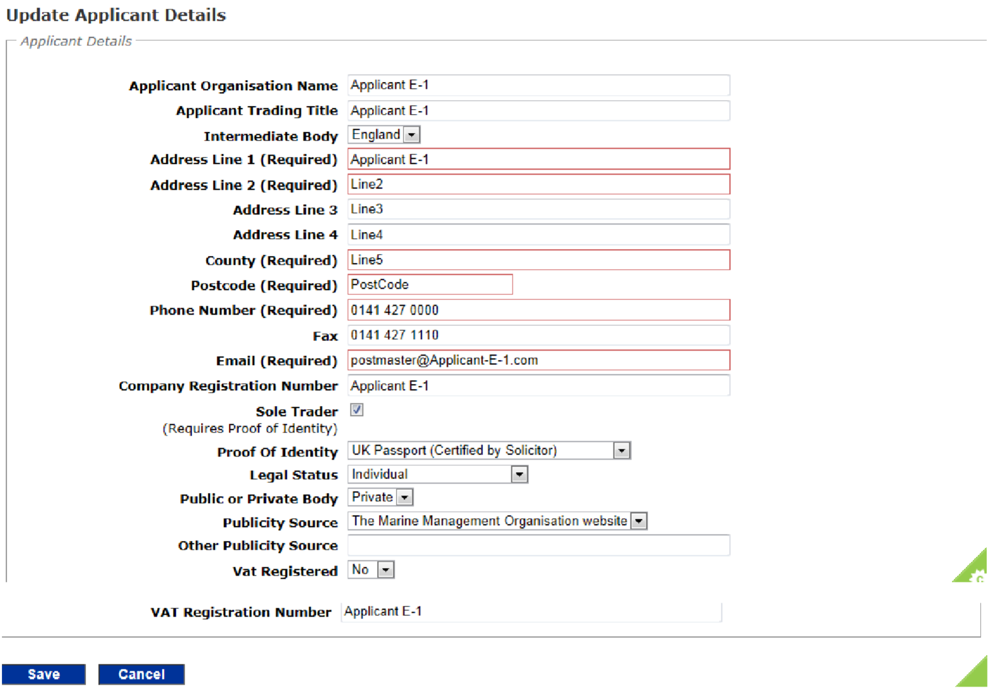 Update Applicant Details
Applicant Details
Applicant Organisation Name Applicant E-1
Applicant Trading Title Applicant E-1
Intermediate Body England
Address Line 1 (Required) Applicant E-1
Address Line 2 (Required) Line2
Address Line 3 Line3
Address Line 4 Line4
County (Required) Line5
Postcode (Required) PostCode
Phone Number (Required) 0141 427 0000
Fax 0141 427 1110
Email (Required) postmaster@Applicant-E-1.com
Company Registration Number Applicant E-1
Sole Trader
(Requires Proof of Identity)
Proof Of Identity UK Passport (Certified by Solicitor)
Legal Status Individual
Public or Private Body Private
Publicity Source The Marine Management Organisation website
Other Publicity Source
Vat Registered No
VAT Registration Number Applicant E-1
Save Cancel